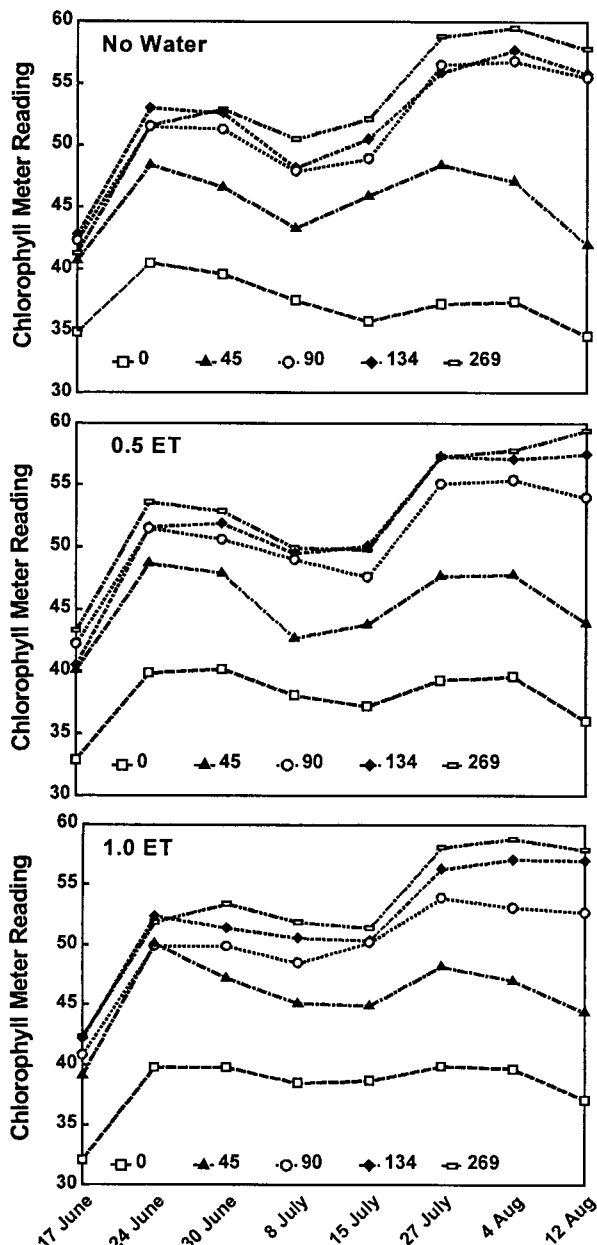 No Water
Chlorophyll Meter Reading
60
55
50
45
40
35
30
0 45 90 134 269
0.5 ET
Chlorophyll Meter Reading
60
55
50
45
40
35
30
0 45 90 134 269
1.0 ET
Chlorophyll Meter Reading
60
55
50
45
40
35
30
0 45 90 134 269
17 June 24 June 30 June 8 July 15 July 27 July 4 Aug 12 Aug